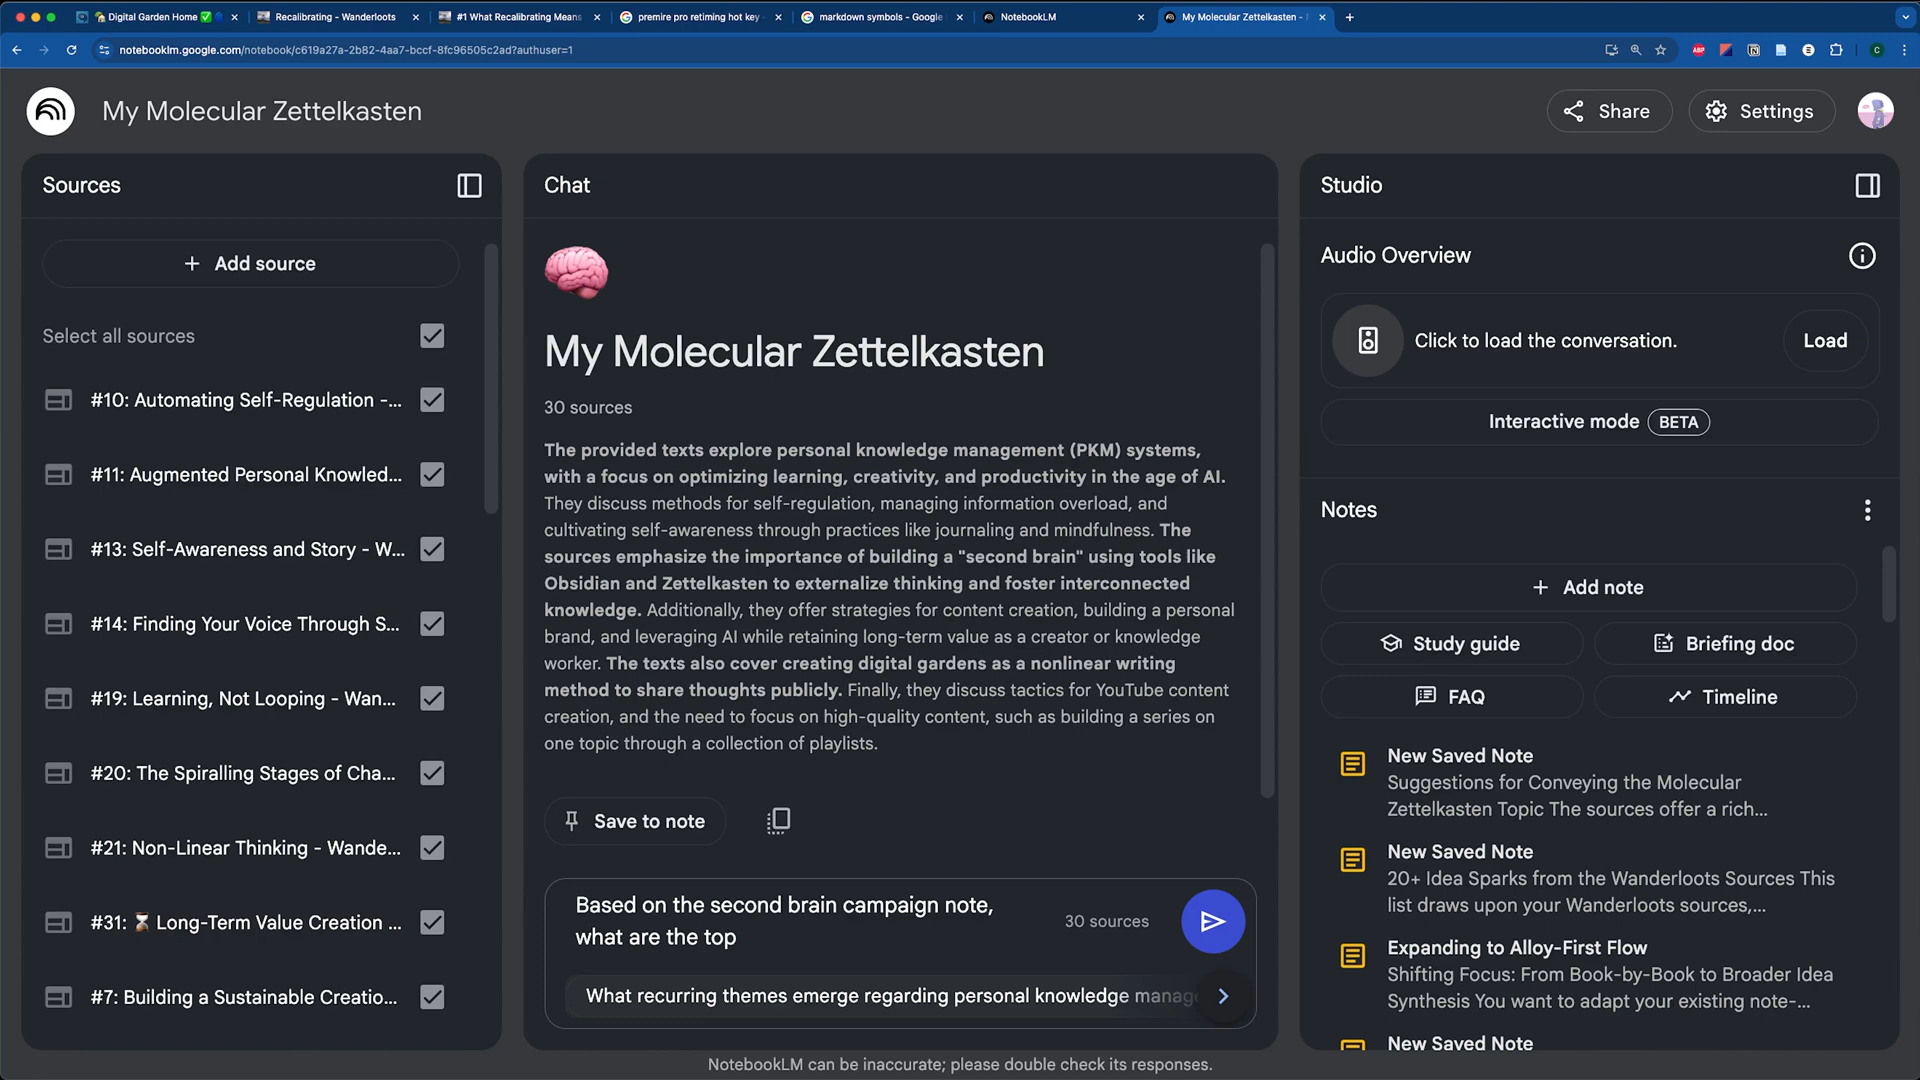 Digital Garden Home
Recalibrating - Wanderloots
#1 What Recalibrating Means
premire pro retiming hot key
markdown symbols - Google
NotebookLM
My Molecular Zettelkasten -
notebooklm.google.com/notebook/c619a27a-2b82-4aa7-bccf-8fc96505c2ad?authuser=1
ABP
C
My Molecular Zettelkasten
Share
Settings
Sources
Add source
Select all sources
#10: Automating Self-Regulation -...
#11: Augmented Personal Knowled...
#13: Self-Awareness and Story - W...
#14: Finding Your Voice Through S...
#19: Learning, Not Looping - Wan...
#20: The Spiralling Stages of Cha...
#21: Non-Linear Thinking - Wande...
#31: ⏳ Long-Term Value Creation ...
#7: Building a Sustainable Creatio...
Chat
My Molecular Zettelkasten
30 sources
The provided texts explore personal knowledge management (PKM) systems,
with a focus on optimizing learning, creativity, and productivity in the age of AI.
They discuss methods for self-regulation, managing information overload, and
cultivating self-awareness through practices like journaling and mindfulness. The
sources emphasize the importance of building a "second brain" using tools like
Obsidian and Zettelkasten to externalize thinking and foster interconnected
knowledge. Additionally, they offer strategies for content creation, building a personal
brand, and leveraging AI while retaining long-term value as a creator or knowledge
worker. The texts also cover creating digital gardens as a nonlinear writing
method to share thoughts publicly. Finally, they discuss tactics for YouTube content
creation, and the need to focus on high-quality content, such as building a series on
one topic through a collection of playlists.
Save to note
Based on the second brain campaign note,
what are the top
30 sources
What recurring themes emerge regarding personal knowledge manag
NotebookLM can be inaccurate; please double check its responses.
Studio
Audio Overview
Click to load the conversation.
Load
Interactive mode BETA
Notes
Add note
Study guide
Briefing doc
FAQ
Timeline
New Saved Note
Suggestions for Conveying the Molecular
Zettelkasten Topic The sources offer a rich...
New Saved Note
20+ Idea Sparks from the Wanderloots Sources This
list draws upon your Wanderloots sources,...
Expanding to Alloy-First Flow
Shifting Focus: From Book-by-Book to Broader Idea
Synthesis You want to adapt your existing note-...
New Saved Note